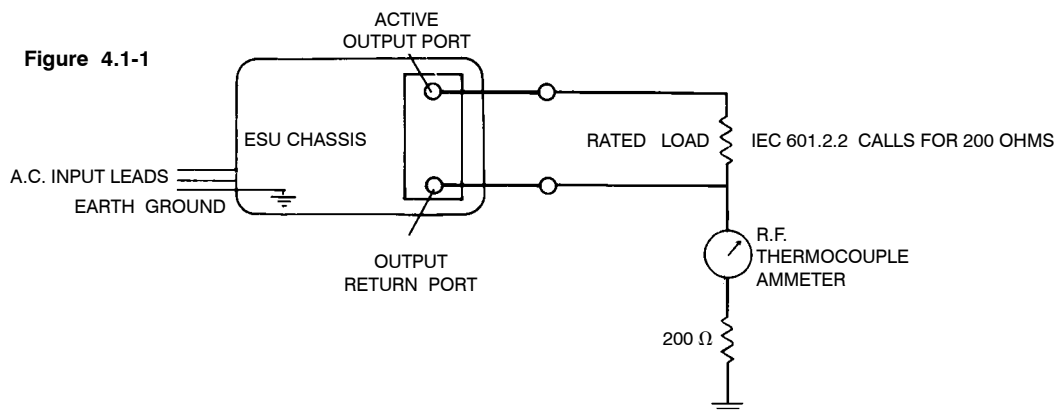 Figure 4.1-1
ACTIVE
OUTPUT PORT
ESU CHASSIS
RATED LOAD
IEC 601.2.2 CALLS FOR 200 OHMS
A.C. INPUT LEADS
EARTH GROUND
OUTPUT
RETURN PORT
R.F.
THERMOCOUPLE
AMMETER
200 Ω